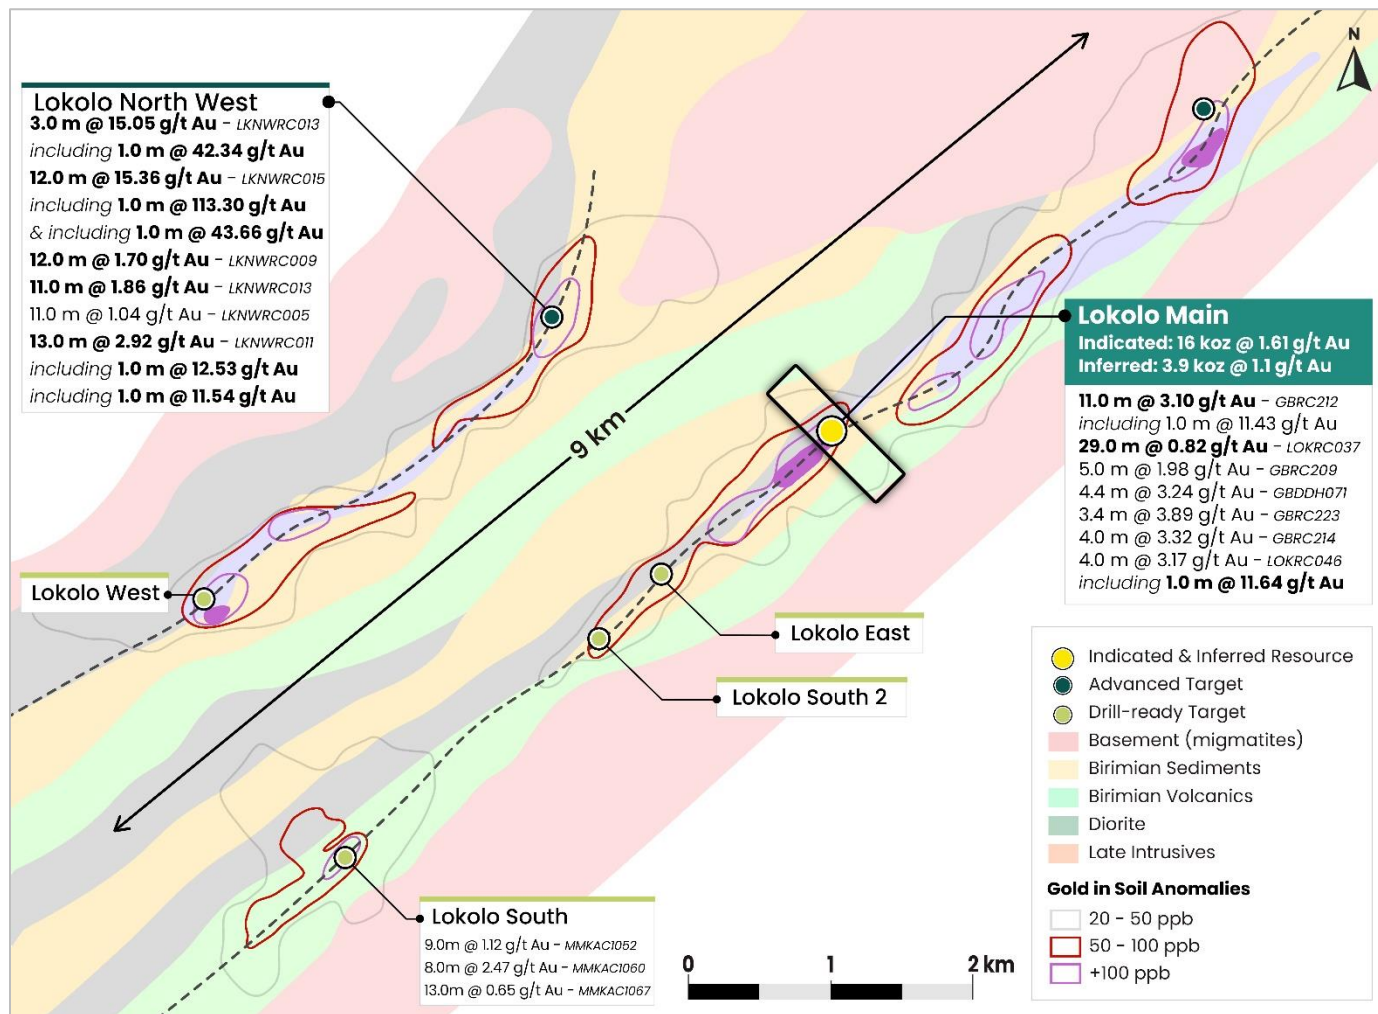 N
Lokolo North West
3.0 m @ 15.05 g/t Au - LKNWRC013
including 1.0 m @ 42.34 g/t Au
12.0 m @ 15.36 g/t Au - LKNWRC015
including 1.0 m @ 113.30 g/t Au
& including 1.0 m @ 43.66 g/t Au
12.0 m @ 1.70 g/t Au - LKNWRC009
11.0 m @ 1.86 g/t Au - LKNWRC013
11.0 m @ 1.04 g/t Au - LKNWRC005
13.0 m @ 2.92 g/t Au - LKNWRC011
including 1.0 m @ 12.53 g/t Au
including 1.0 m @ 11.54 g/t Au
Lokolo Main
Indicated: 16 koz @ 1.61 g/t Au
Inferred: 3.9 koz @ 1.1 g/t Au
11.0 m @ 3.10 g/t Au - GBRC212
including 1.0 m @ 11.43 g/t Au
29.0 m @ 0.82 g/t Au - LOKRC037
5.0 m @ 1.98 g/t Au - GBRC209
4.4 m @ 3.24 g/t Au - GBDDH071
3.4 m @ 3.89 g/t Au - GBRC223
4.0 m @ 3.32 g/t Au - GBRC214
4.0 m @ 3.17 g/t Au - LOKRC046
including 1.0 m @ 11.64 g/t Au
9 km
Lokolo West
Lokolo East
Lokolo South 2
Lokolo South
9.0m @ 1.12 g/t Au - MMKAC1052
8.0m @ 2.47 g/t Au - MMKAC1060
13.0m @ 0.65 g/t Au - MMKAC1067
0 1 2 km
Indicated & Inferred Resource
Advanced Target
Drill-ready Target
Basement (migmatites)
Birimian Sediments
Birimian Volcanics
Diorite
Late Intrusives
Gold in Soil Anomalies
20 - 50 ppb
50 - 100 ppb
+100 ppb